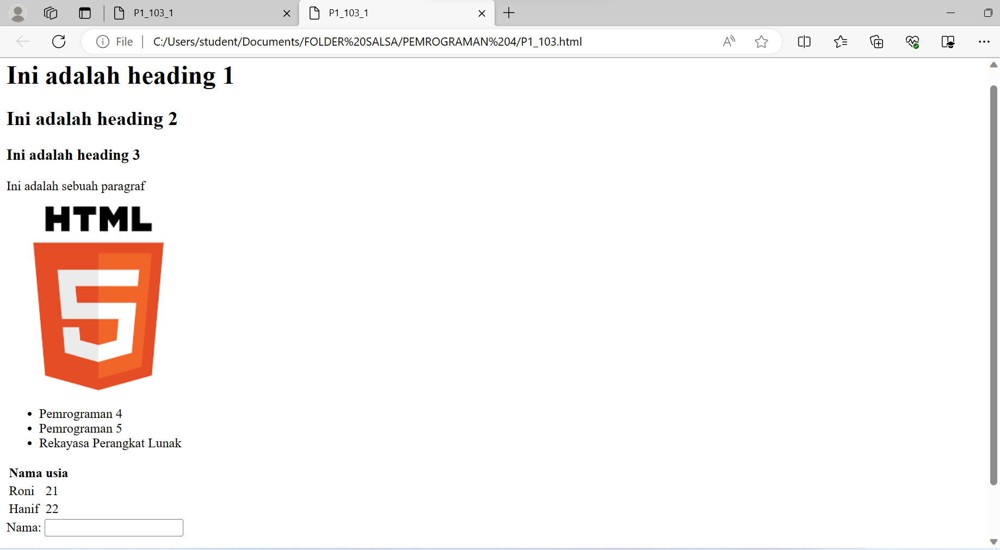 P1_103_1
P1_103_1
File
C:/Users/student/Documents/FOLDER%20SALSA/PEMROGRAMAN%204/P1_103.html
Ini adalah heading 1
Ini adalah heading 2
Ini adalah heading 3
Ini adalah sebuah paragraf
HTML
5
Pemrograman 4
Pemrograman 5
Rekayasa Perangkat Lunak
Nama usia
Roni 21
Hanif 22
Nama: